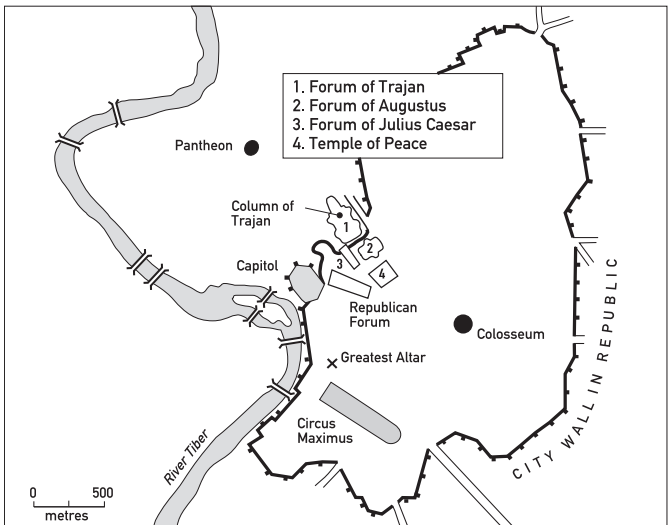 1. Forum of Trajan
2. Forum of Augustus
3. Forum of Julius Caesar
4. Temple of Peace
Pantheon
Column of
Trajan
1
2
Capitol
3
4
Republican
Forum
Colosseum
Greatest Altar
Circus
Maximus
CITY WALL IN REPUBLIC
River Tiber
0 500
metres